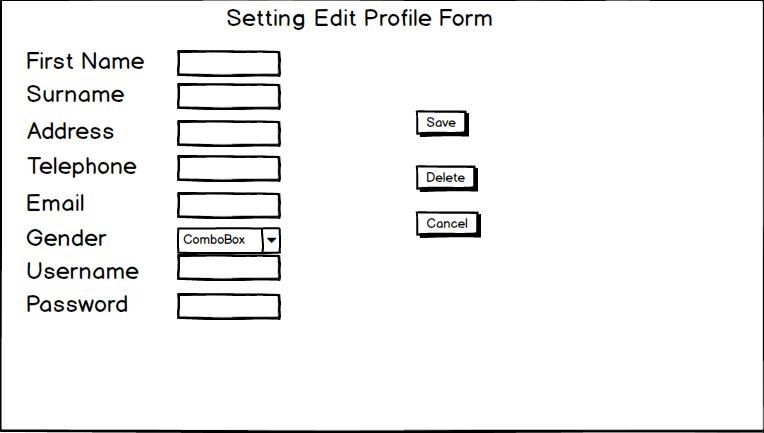 Setting Edit Profile Form
First Name
Surname
Address
Save
Telephone
Delete
Email
Cancel
Gender
ComboBox
Username
Password